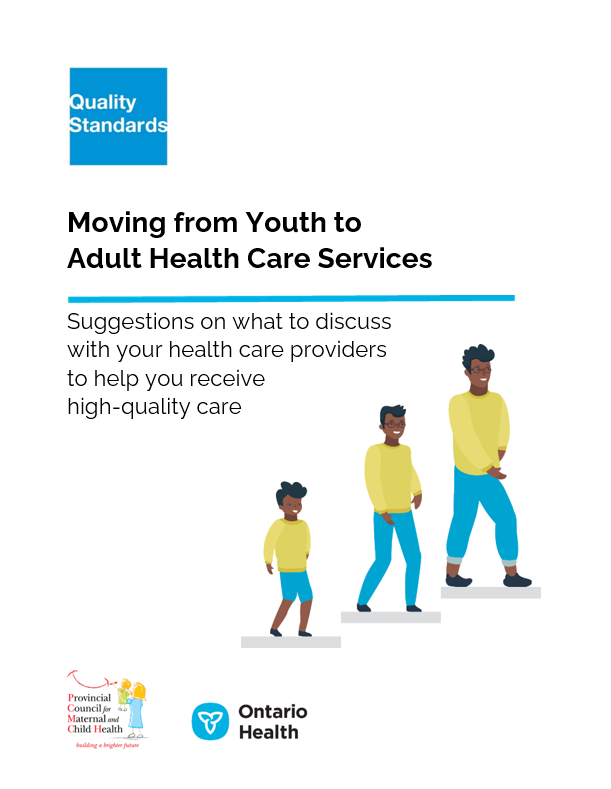 Quality
Standards
Moving from Youth to
Adult Health Care Services
Suggestions on what to discuss
with your health care providers
to help you receive
high-quality care
Provincial
Council for
Maternal and
Child Health
building a brighter future
Ontario
Health